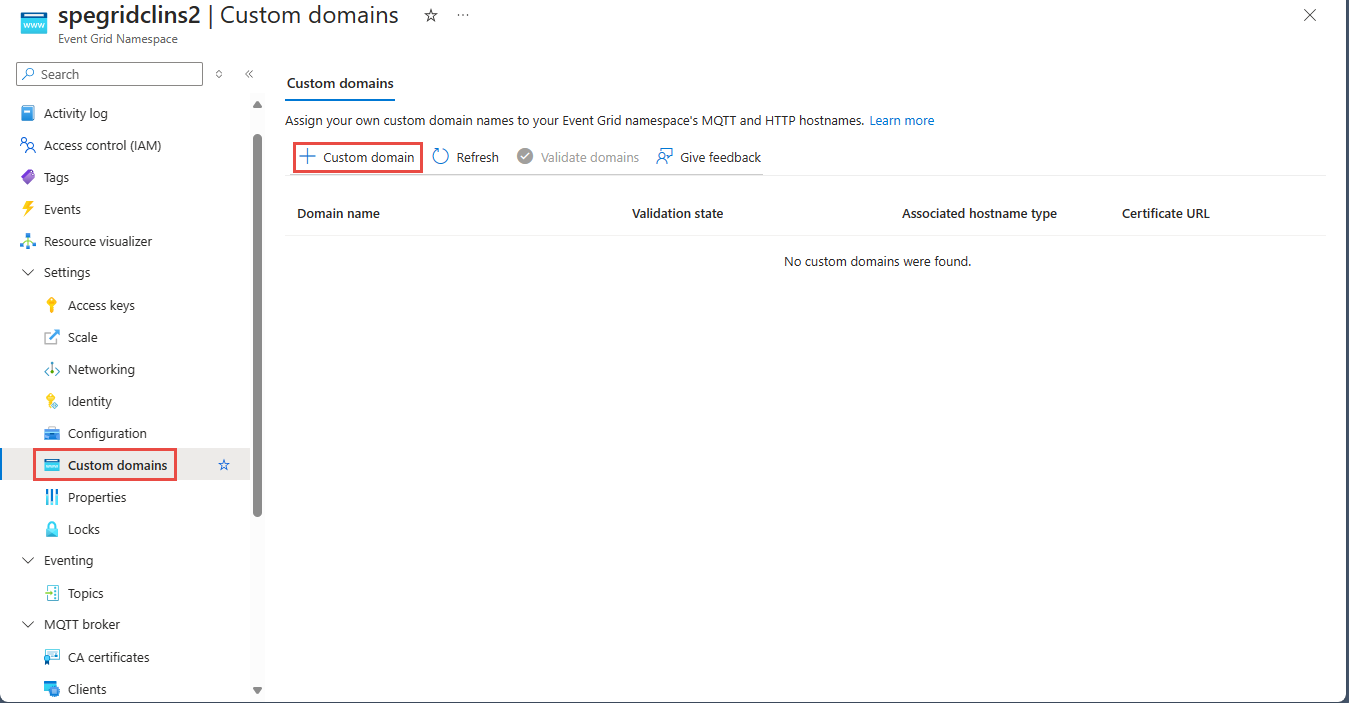 spegridclins2 | Custom domains
Event Grid Namespace
Search
Activity log
Access control (IAM)
Tags
Events
Resource visualizer
Settings
Access keys
Scale
Networking
Identity
Configuration
Custom domains
Properties
Locks
Eventing
Topics
MQTT broker
CA certificates
Clients
Custom domains
Assign your own custom domain names to your Event Grid namespace's MQTT and HTTP hostnames. Learn more
Custom domain Refresh Validate domains Give feedback
Domain name Validation state Associated hostname type Certificate URL
No custom domains were found.